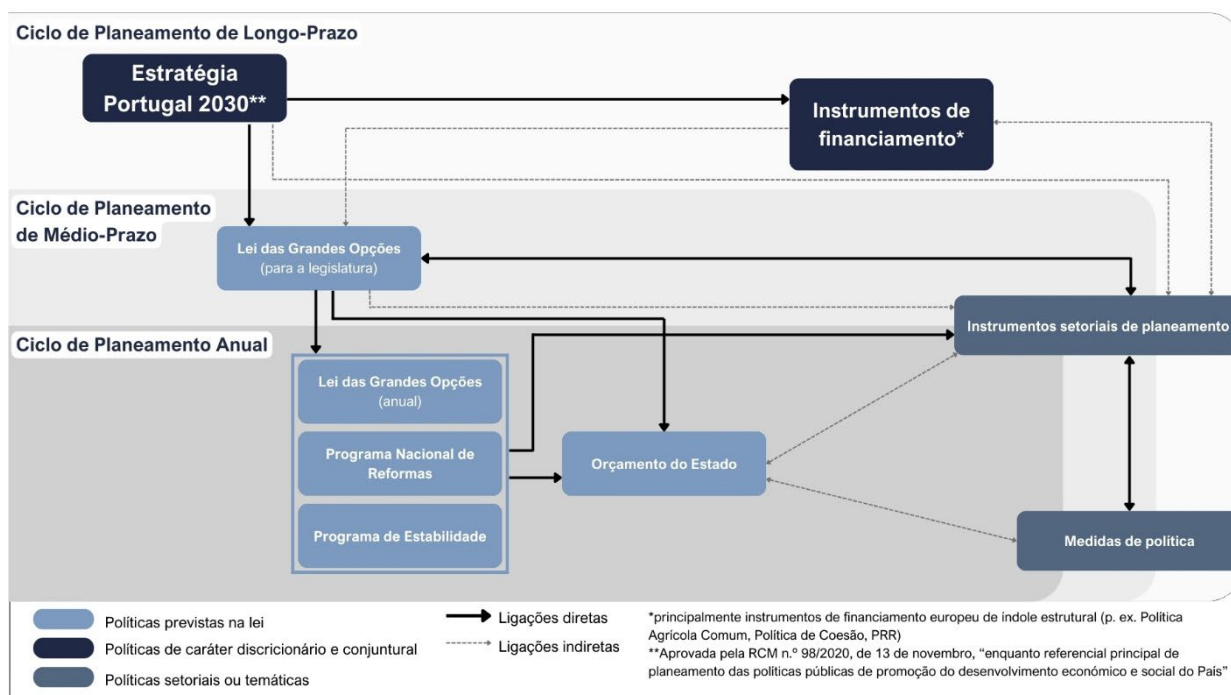 Ciclo de Planeamento de Longo-Prazo
Estratégia
Portugal 2030**
Instrumentos de
financiamento*
Ciclo de Planeamento
de Médio-Prazo
Lei das Grandes Opções
(para a legislatura)
Instrumentos setoriais de planeamento
Ciclo de Planeamento Anual
Lei das Grandes Opções
(anual)
Programa Nacional de
Reformas
Orçamento do Estado
Programa de Estabilidade
Medidas de política
Políticas previstas na lei
Políticas de caráter discricionário e conjuntural
Políticas setoriais ou temáticas
Ligações diretas
Ligações indiretas
*principalmente instrumentos de financiamento europeu de indole estrutural (p. ex. Política
Agrícola Comum, Política de Coesão, PRR)
**Aprovada pela RCM n.º 98/2020, de 13 de novembro, “enquanto referencial principal de
planeamento das políticas públicas de promoção do desenvolvimento económico e social do País”